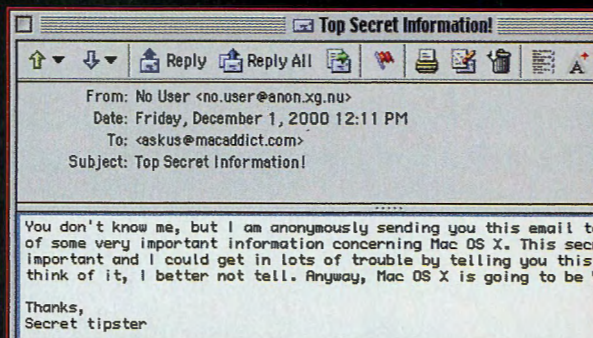 Top Secret Information!
Reply Reply All
From: No User <no.user@anon.xg.nu>
Date: Friday, December 1, 2000 12:11 PM
To: <askus@macaddict.com>
Subject: Top Secret Information!
You don't know me, but I am anonymously sending you this email
of some very important information concerning Mac OS X. This
important and I could get in lots of trouble by telling you this
think of it, I better not tell. Anyway, Mac OS X is going to be
Thanks,
Secret tipster